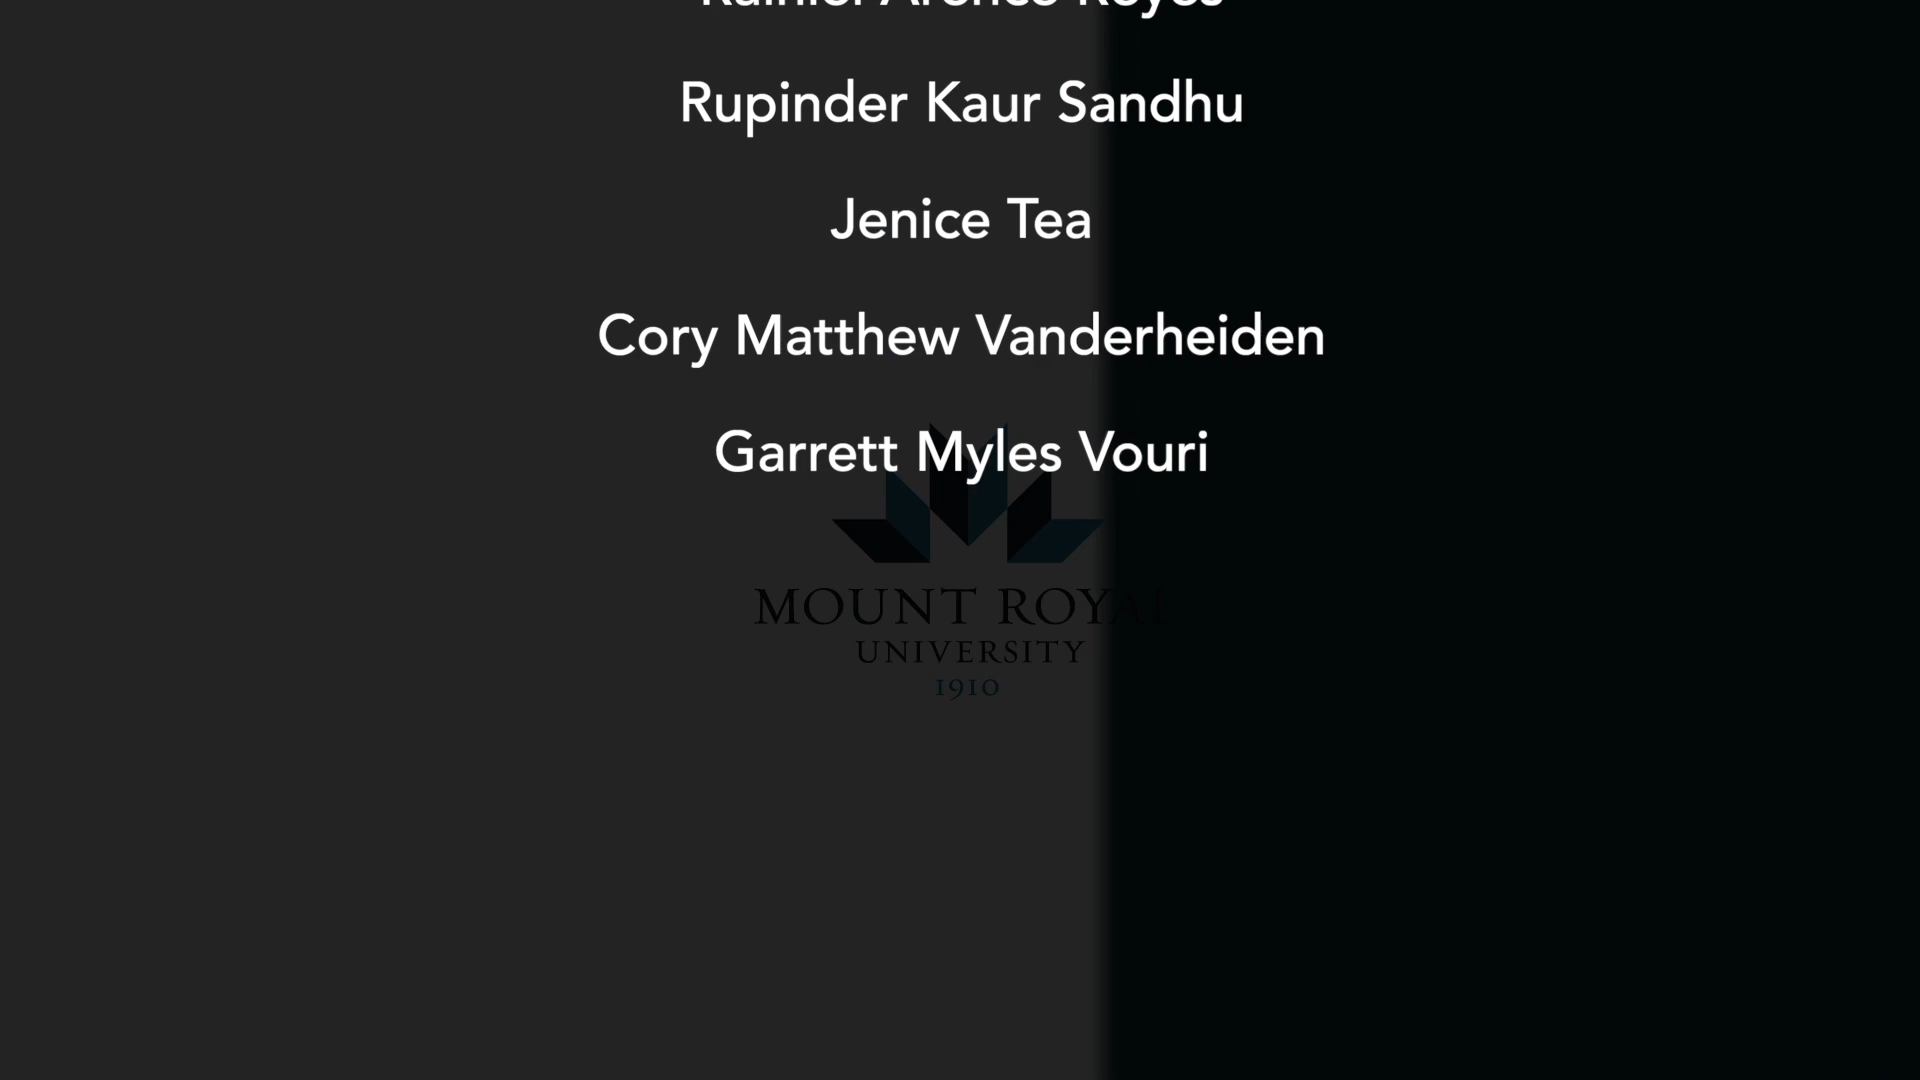 Rupinder Kaur Sandhu
Jenice Tea
Cory Matthew Vanderheiden
Garrett Myles Vouri
MOUNT ROYAL
UNIVERSITY
1910